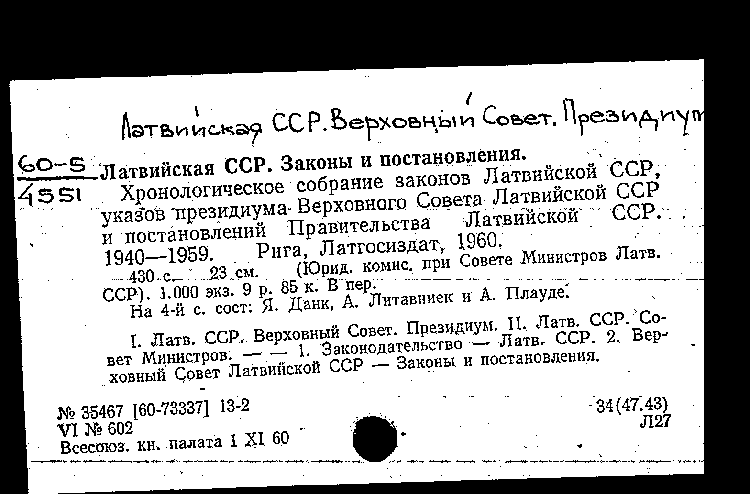 Латвийская ССР. Верховный Совет. Президиум
60-5
4551
Латвийская ССР. Законы и постановления.
Хронологическое собрание законов Латвийской ССР,
указов президиума Верховного Совета Латвийской ССР
и постановлений Правительства Латвийской ССР.
1940—1959. Рига, Латгосиздат, 1960.
430 с. 23 см. (Юрид. комис. при Совете Министров Латв.
ССР). 1.000 экз. 9 р. 85 к. В пер.
На 4-й с. сост: Я. Данк, А. Литавниек и А. Плауде.
I. Латв. ССР. Верховный Совет. Президиум. II. Латв. ССР. Со-
вет Министров. — — 1. Законодательство — Латв. ССР. 2. Вер-
ховный Совет Латвийской ССР — Законы и постановления.
№ 35467 [60-73337] 13-2
34(47.43)
VI № 602
Л27
Всесоюз. кн. палата 1 XI 60